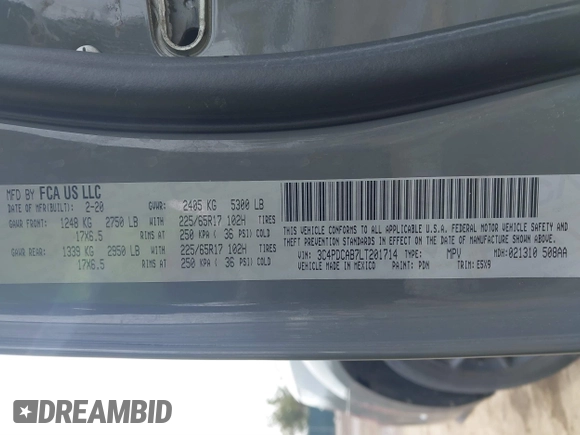 MFD BY FCA US LLC
DATE OF MFR(BUILT): 2-20 GVWR: 2405 KG 5300 LB
GAWR FRONT: 1248 KG 2750 LB WITH 225/65R17 102H TIRES
17X6.5 RIMS AT 250 KPA ( 36 PSI) COLD
GAWR REAR: 1339 KG 2950 LB WITH 225/65R17 102H TIRES
17X6.5 RIMS AT 250 KPA ( 36 PSI) COLD
THIS VEHICLE CONFORMS TO ALL APPLICABLE U.S.A. FEDERAL MOTOR VEHICLE SAFETY, BUMPER AND
THEFT PREVENTION STANDARDS IN EFFECT ON THE DATE OF MANUFACTURE SHOWN ABOVE.
VIN: 3C4PDCAB7LT201714 TYPE: MPV MDH: 021310 508AA
VEHICLE MADE IN MEXICO PAINT: PDN TRIM: E5X9
DREAMBID